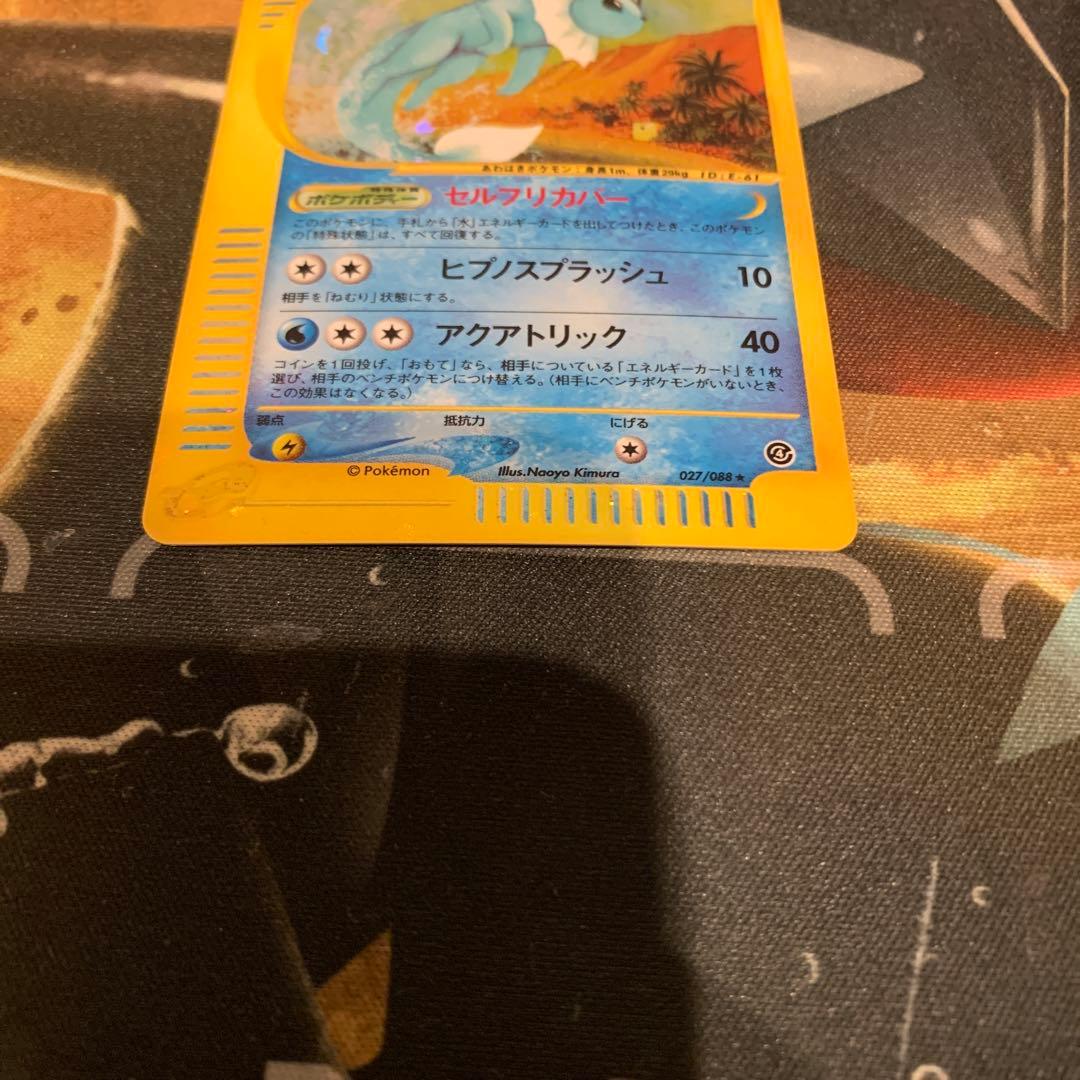 あわはきポケモン:身長1m、体重29kg ID:E-61
特殊体質
ポケボディー セルフリカバー
このポケモンに、手札から「水」エネルギーカードを出してつけたとき、このポケモン
の「特殊状態」は、すべて回復する。
ヒプノスプラッシュ 10
相手を「ねむり」状態にする。
アクアトリック 40
コインを1回投げ、「おもて」なら、相手についている「エネルギーカード」を1枚
選び、相手のベンチポケモンにつけ替える。(相手にベンチポケモンがいないとき、
この効果はなくなる。)
弱点 抵抗力 にげる
© Pokémon Illus.Naoyo Kimura 027/088 ★